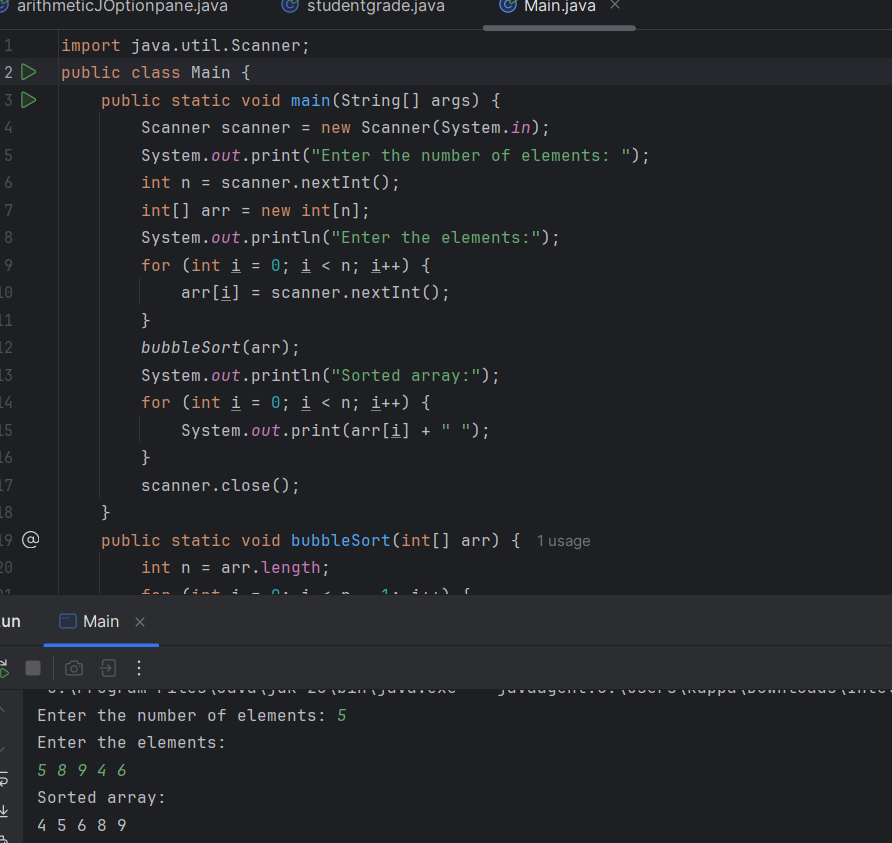 arithmeticJOptionpane.java studentgrade.java Main.java
1 import java.util.Scanner;
2 public class Main {
3 public static void main(String[] args) {
4 Scanner scanner = new Scanner(System.in);
5 System.out.print("Enter the number of elements: ");
6 int n = scanner.nextInt();
7 int[] arr = new int[n];
8 System.out.println("Enter the elements:");
9 for (int i = 0; i < n; i++) {
10 arr[i] = scanner.nextInt();
11 }
12 bubbleSort(arr);
13 System.out.println("Sorted array:");
14 for (int i = 0; i < n; i++) {
15 System.out.print(arr[i] + " ");
16 }
17 scanner.close();
18 }
19 @ public static void bubbleSort(int[] arr) { 1 usage
20 int n = arr.length;
21 for (int i = 0; i < n - 1; i++) {
un Main
Enter the number of elements: 5
Enter the elements:
5 8 9 4 6
Sorted array:
4 5 6 8 9